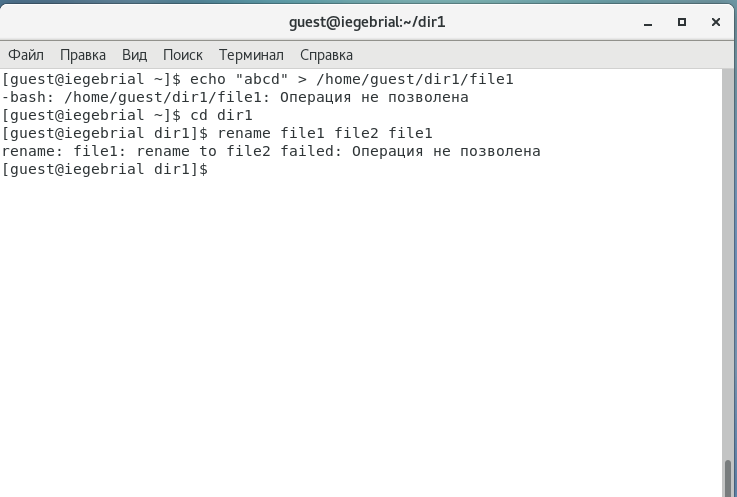 guest@iegebrial:~/dir1
Файл Правка Вид Поиск Терминал Справка
[guest@iegebrial ~]$ echo "abcd" > /home/guest/dir1/file1
-bash: /home/guest/dir1/file1: Операция не позволена
[guest@iegebrial ~]$ cd dir1
[guest@iegebrial dir1]$ rename file1 file2 file1
rename: file1: rename to file2 failed: Операция не позволена
[guest@iegebrial dir1]$